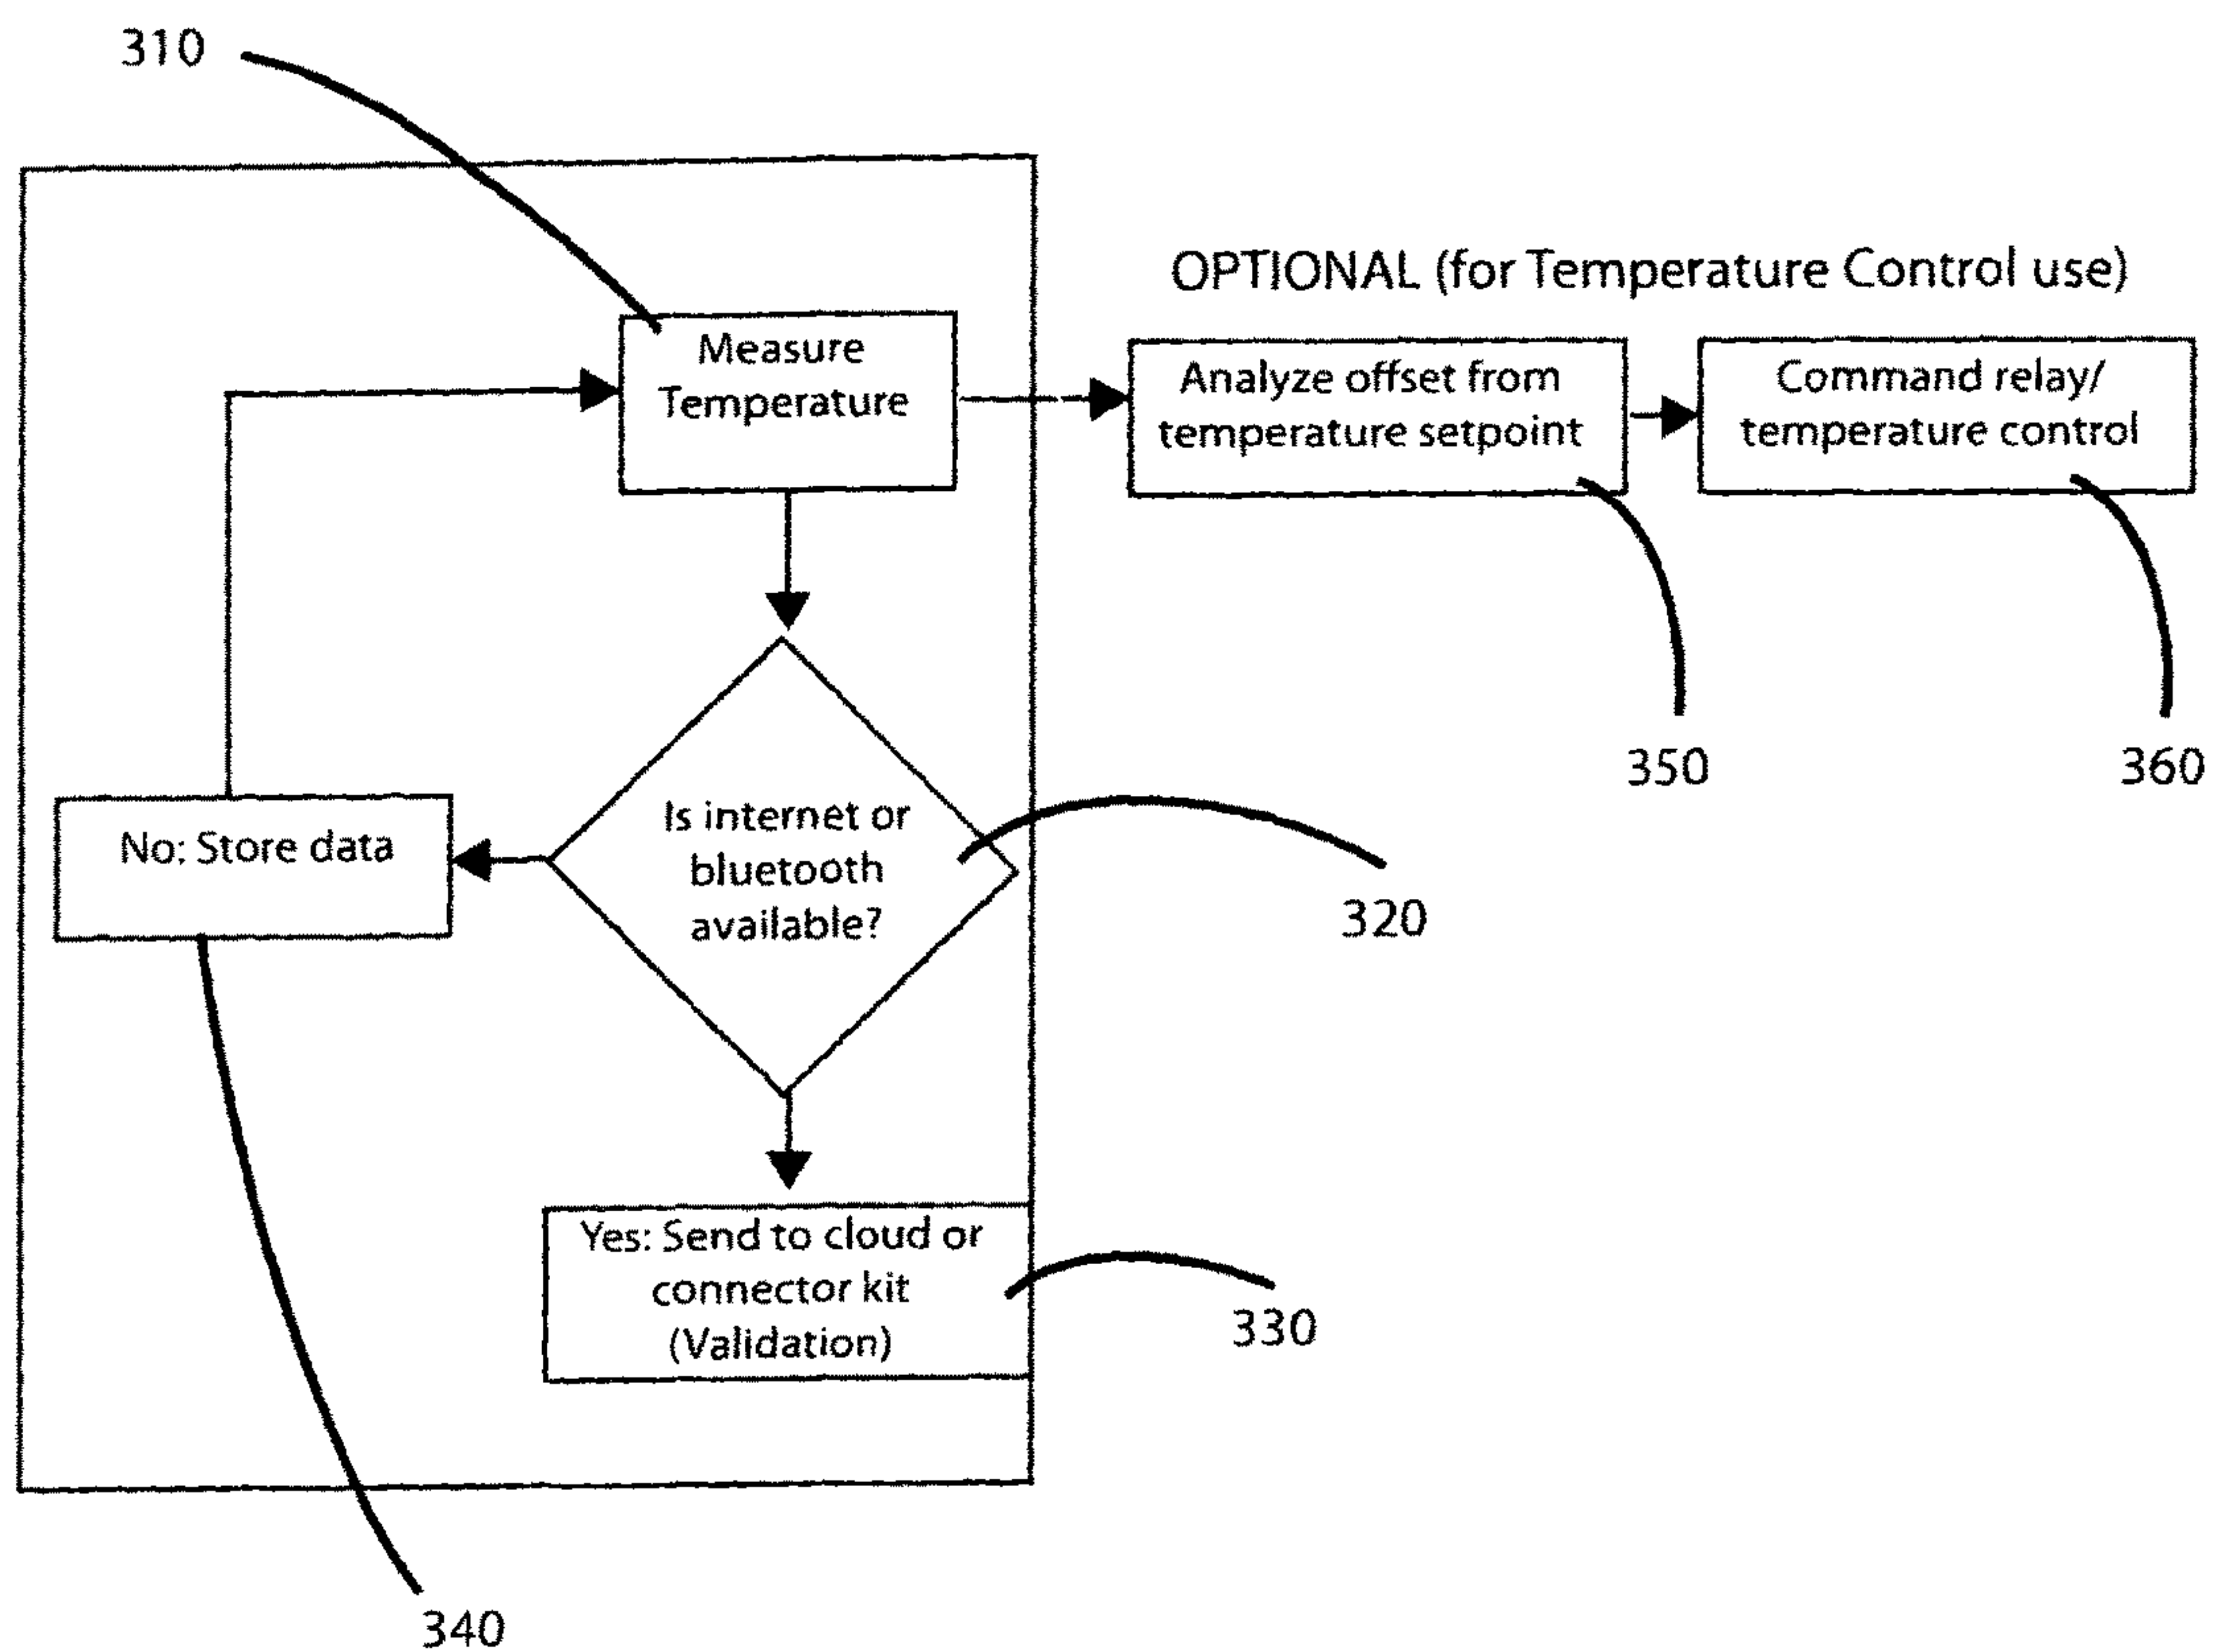 310
OPTIONAL (for Temperature Control use)
Measure
Temperature
Analyze offset from
temperature setpoint
Command relay/
temperature control
350
360
Is internet or
bluetooth
available?
No: Store data
320
Yes: Send to cloud or
connector kit
(Validation)
330
340